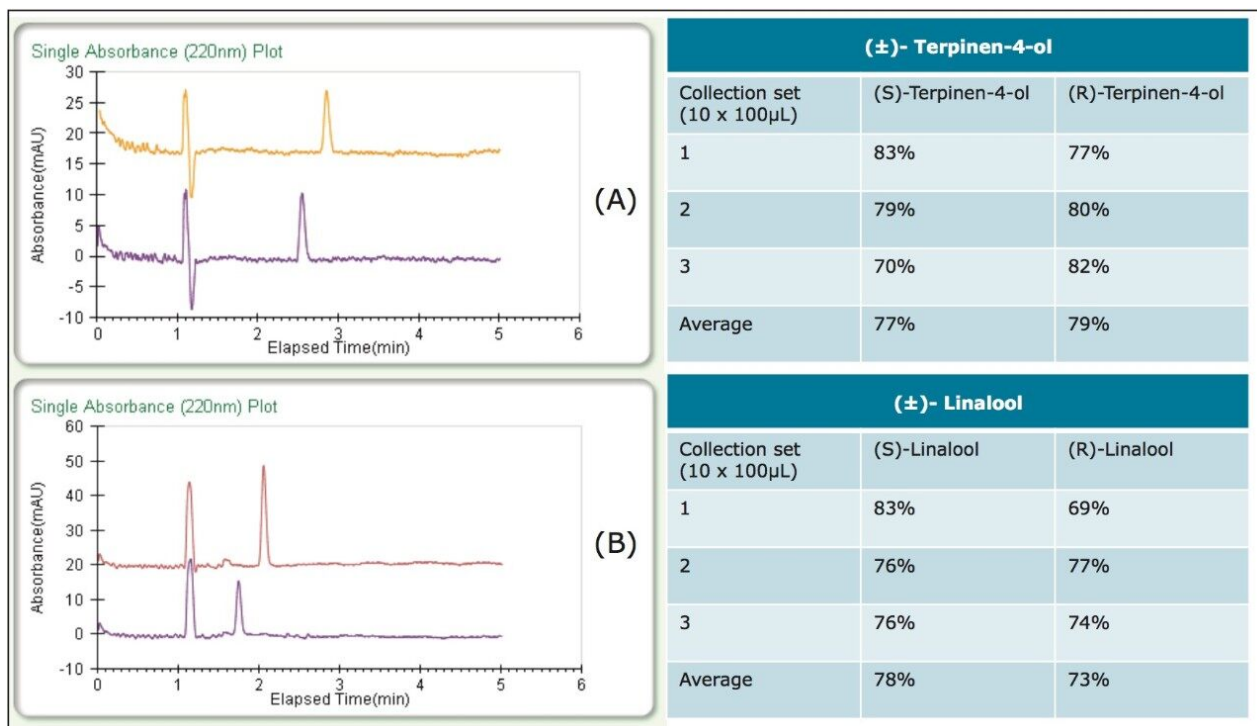 Single Absorbance (220nm) Plot
Absorbance(mAU)
30
25
20
15
10
5
0
-5
-10
0 1 2 3 4 5 6
Elapsed Time(min)
(A)
(±)- Terpinen-4-ol
Collection set (S)-Terpinen-4-ol (R)-Terpinen-4-ol
(10 x 100µL)
1 83% 77%
2 79% 80%
3 70% 82%
Average 77% 79%
Single Absorbance (220nm) Plot
Absorbance(mAU)
60
50
40
30
20
10
0
-10
0 1 2 3 4 5 6
Elapsed Time(min)
(B)
(±)- Linalool
Collection set (S)-Linalool (R)-Linalool
(10 x 100µL)
1 83% 69%
2 76% 77%
3 76% 74%
Average 78% 73%